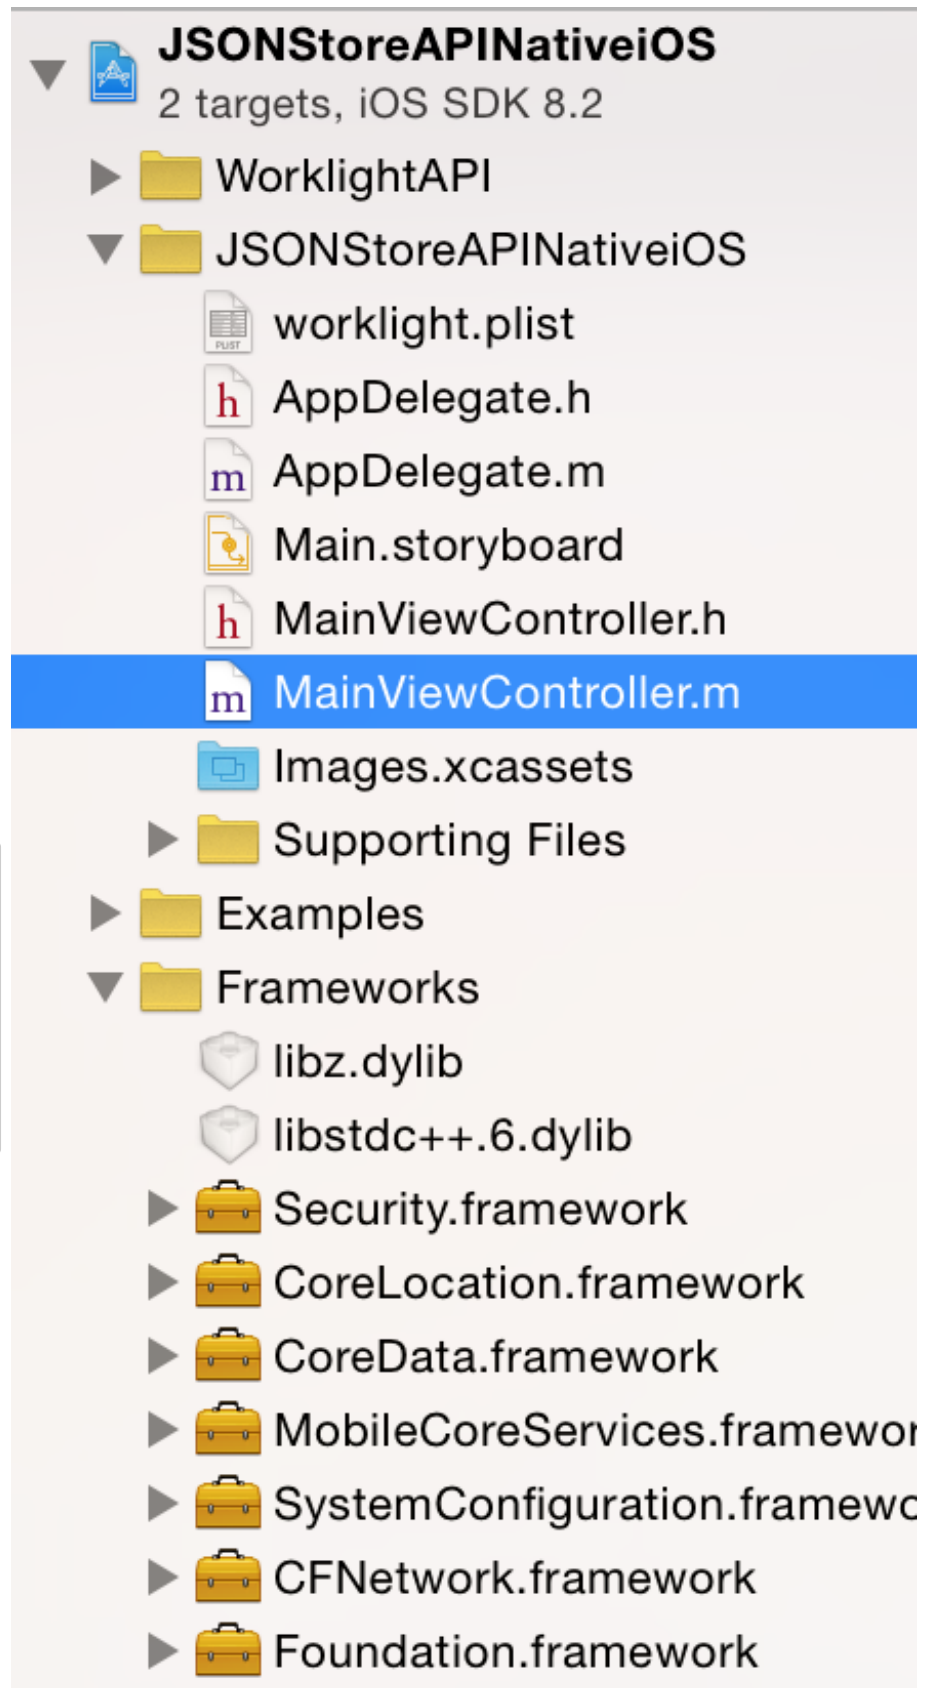 JSONStoreAPINativeiOS
2 targets, iOS SDK 8.2
WorklightAPI
JSONStoreAPINativeiOS
PLIST
worklight.plist
h AppDelegate.h
m AppDelegate.m
Main.storyboard
h MainViewController.h
m MainViewController.m
Images.xcassets
Supporting Files
Examples
Frameworks
libz.dylib
libstdc++.6.dylib
Security.framework
CoreLocation.framework
CoreData.framework
MobileCoreServices.framewor
SystemConfiguration.framewo
CFNetwork.framework
Foundation.framework